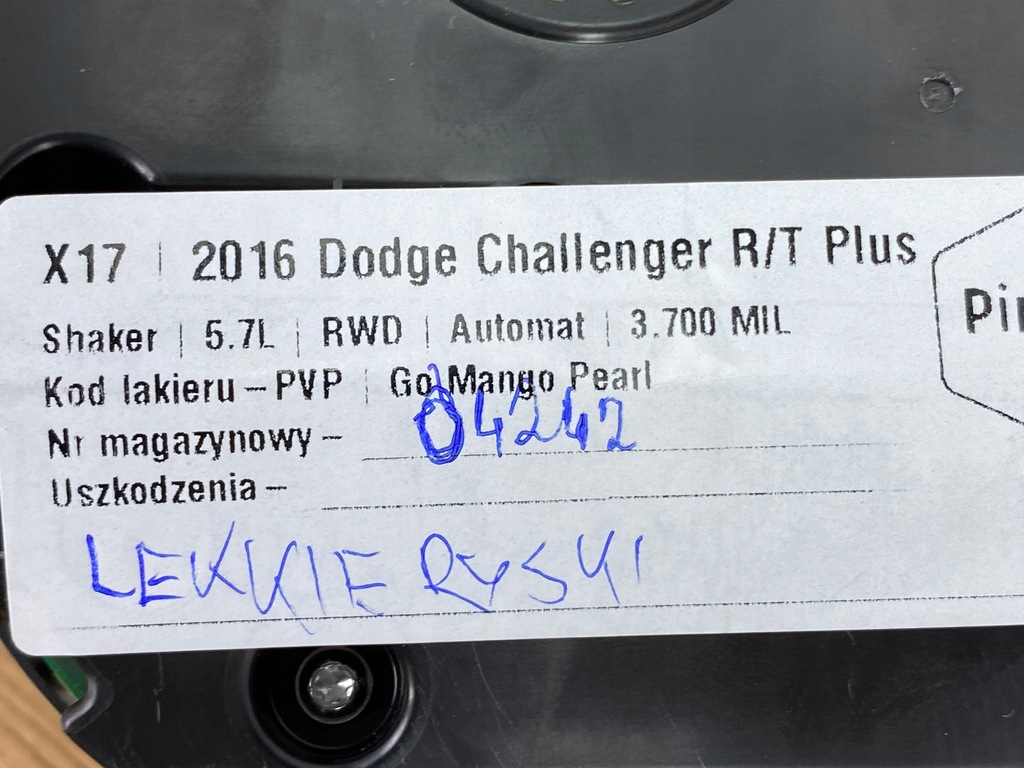 X17 | 2016 Dodge Challenger R/T Plus
Shaker | 5.7L | RWD | Automat | 3.700 MIL
Kod lakieru – PVP | Go Mango Pearl
Nr magazynowy – 04242
Uszkodzenia –
LEKKIE RYSKI